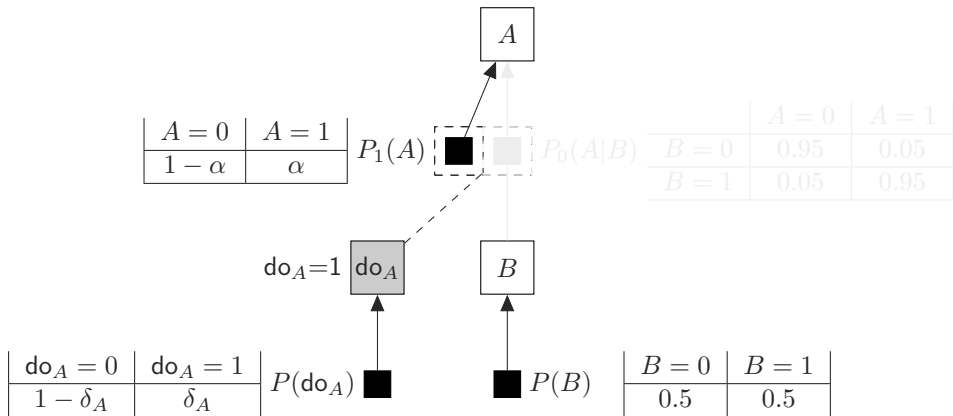 A
A = 0 A = 1
1 − α α
P₁(A)
P₀(A|B)
A = 0 A = 1
B = 0 0.95 0.05
B = 1 0.05 0.95
do_A=1
do_A
B
do_A = 0 do_A = 1
1 − δ_A δ_A
P(do_A)
P(B)
B = 0 B = 1
0.5 0.5